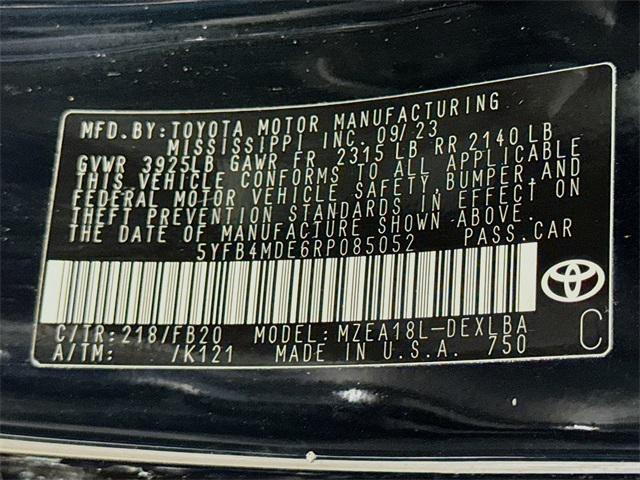 MFD.BY:TOYOTA MOTOR MANUFACTURING
MISSISSIPPI INC. 09/23
GVWR 3925LB GAWR FR 2315 LB RR 2140 LB
THIS VEHICLE CONFORMS TO ALL APPLICABLE
FEDERAL MOTOR VEHICLE SAFETY, BUMPER, AND
THEFT PREVENTION STANDARDS IN EFFECT ON
THE DATE OF MANUFACTURE SHOWN ABOVE.
5YFB4MDE6RP085052 PASS.CAR
C/TR:218/FB20 MODEL:MZEA18L-DEXLBA
A/TM: /K121 MADE IN U.S.A. 750
C